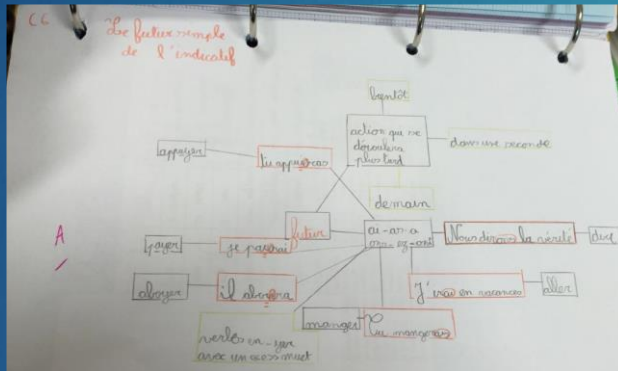 C6
Le futur simple
de l'indicatif
bientôt
action qui se
déroulera
plus tard
dans une seconde
demain
appuyer
tu appuieras
futur
ai-as-a
ons-ez-ont
Nous dirons la vérité
dire
A
payer
je paierai
aboyer
il aboiera
J'irai en vacances
aller
manger
Tu mangeras
verbes en -yer
avec un e muet